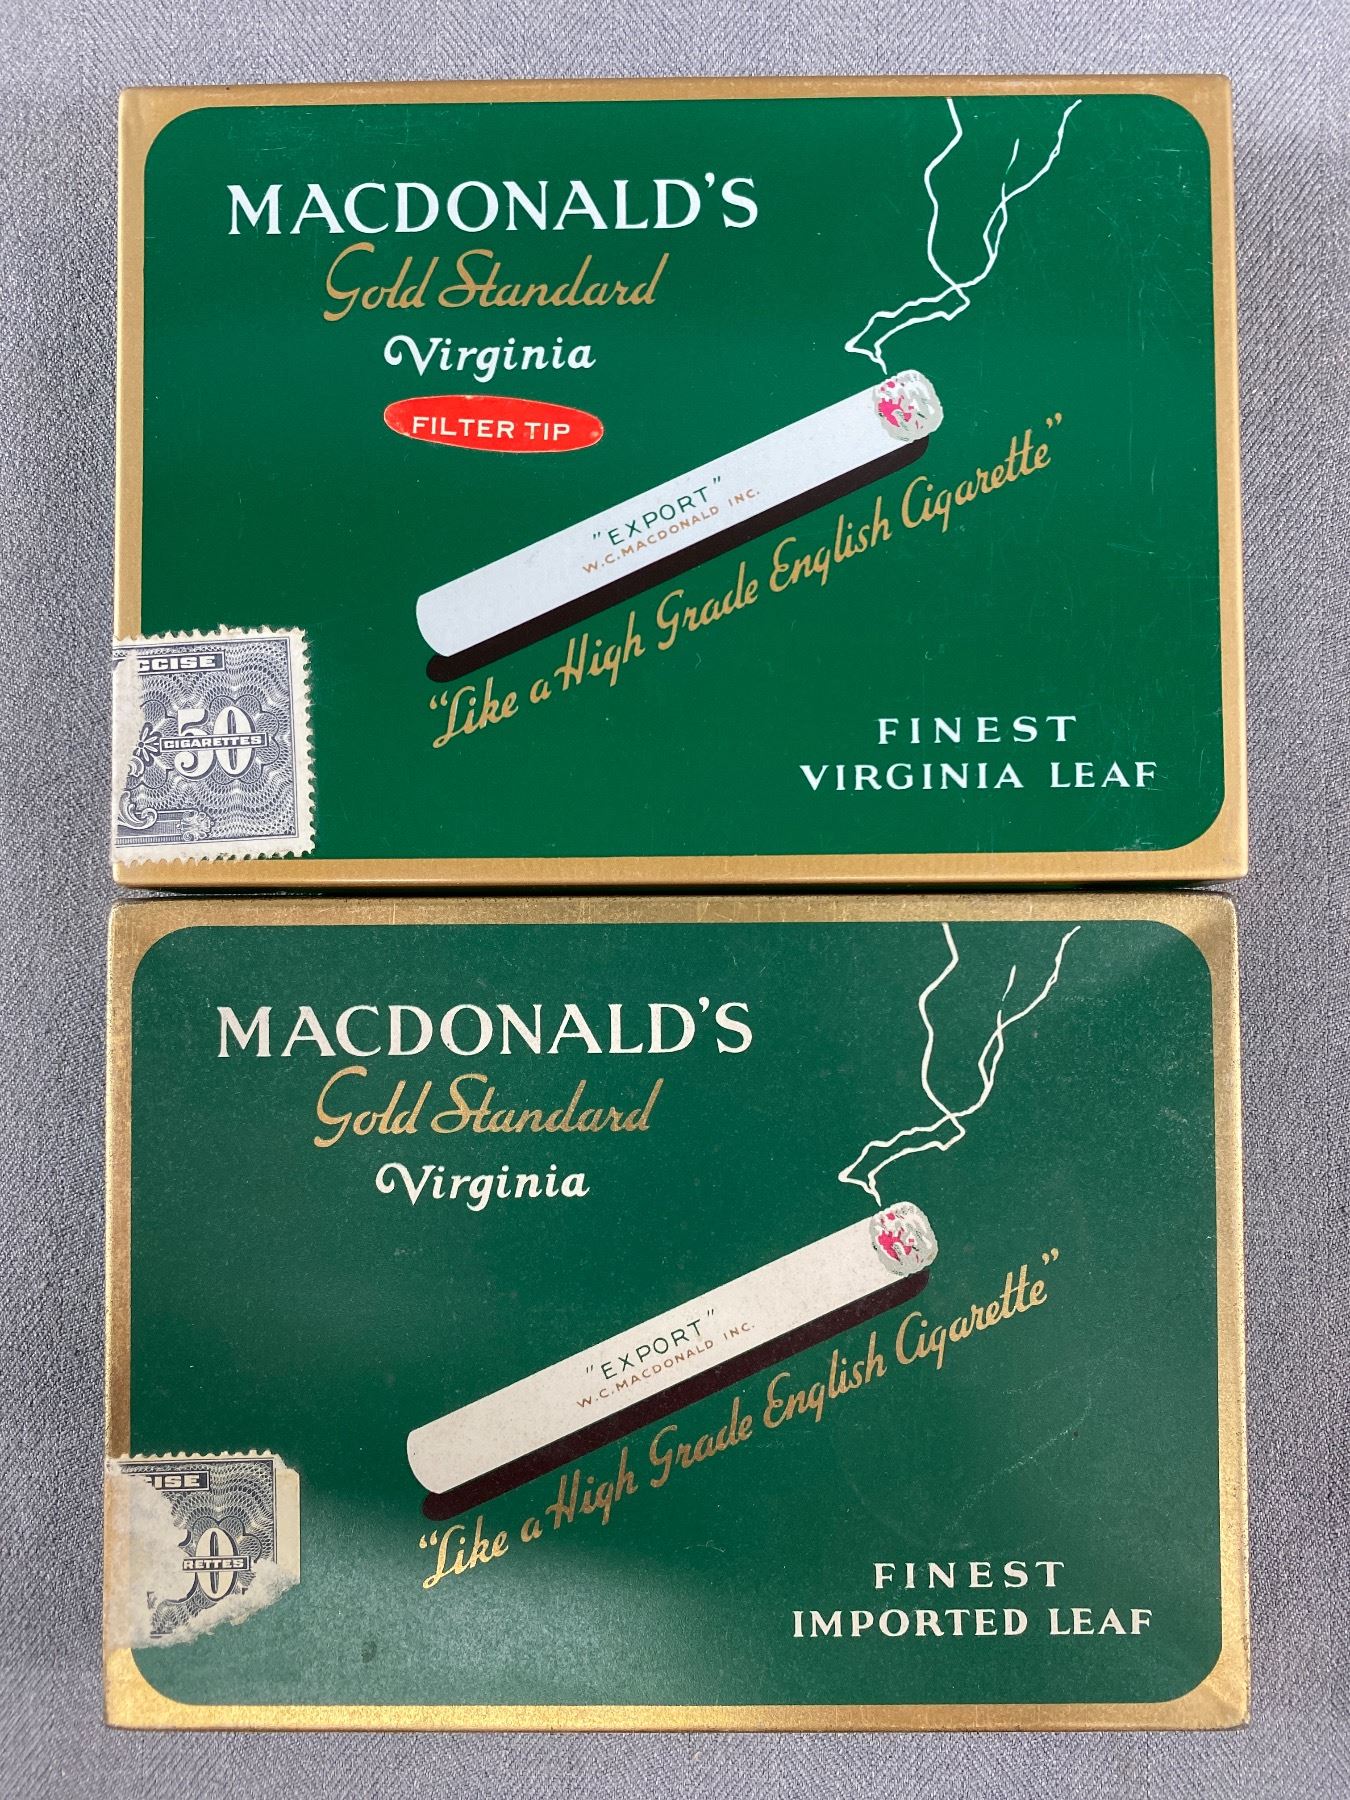 MACDONALD'S
Gold Standard
Virginia
FILTER TIP
"EXPORT"
W.C. MACDONALD INC.
"Like a High Grade English Cigarette"
CCISE
50
CIGARETTES
FINEST
VIRGINIA LEAF
MACDONALD'S
Gold Standard
Virginia
"EXPORT"
W.C. MACDONALD INC.
"Like a High Grade English Cigarette"
CISE
0
RETTES
FINEST
IMPORTED LEAF